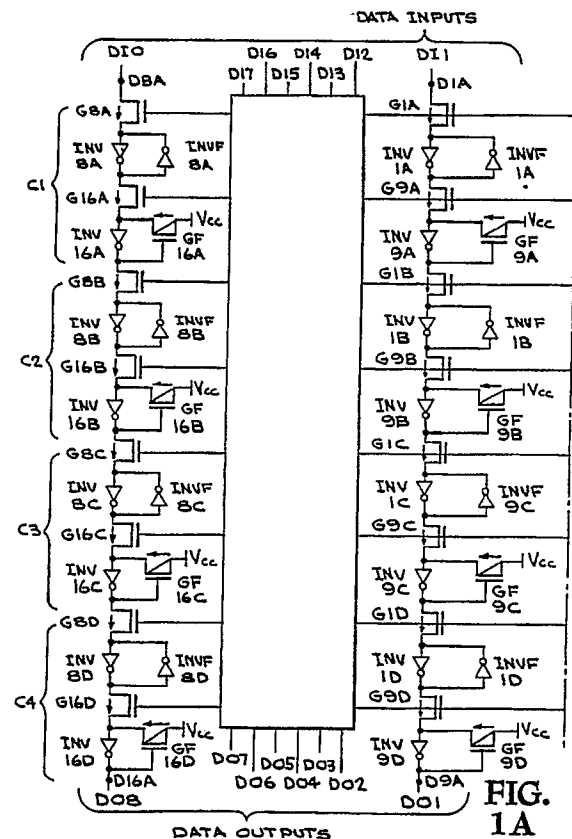 DATA INPUTS
DI0
DI6 DI4 DI2
DI7 DI5 DI3
DI1
D8A
D1A
G8A
G1A
INV 8A
INVF 8A
INV 1A
INVF 1A
C1
G16A
G9A
Vcc
Vcc
INV 16A
GF 16A
INV 9A
GF 9A
G8B
G1B
INV 8B
INVF 8B
INV 1B
INVF 1B
C2
G16B
G9B
Vcc
Vcc
INV 16B
GF 16B
INV 9B
GF 9B
G8C
G1C
INV 8C
INVF 8C
INV 1C
INVF 9C
C3
G16C
G9C
Vcc
Vcc
INV 16C
GF 16C
INV 9C
GF 9C
G8D
G1D
INV 8D
INVF 8D
INV 1D
INVF 1D
C4
G16D
G9D
Vcc
Vcc
INV 16D
GF 16D
INV 9D
GF 9D
DO7 DO5 DO3
DO6 DO4 DO2
D16A
D9A
DO8
DO1
DATA OUTPUTS
FIG.
1A